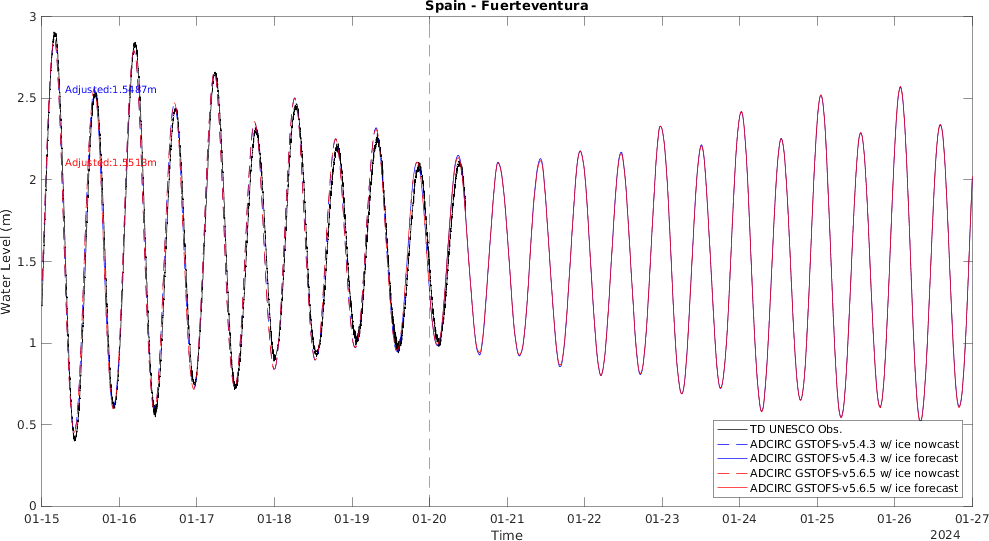 Spain - Fuerteventura
3
2.5
2
1.5
1
0.5
0
Water Level (m)
Adjusted:1.5487m
Adjusted:1.5513m
TD UNESCO Obs.
ADCIRC GSTOFS-v5.4.3 w/ ice nowcast
ADCIRC GSTOFS-v5.4.3 w/ ice forecast
ADCIRC GSTOFS-v5.6.5 w/ ice nowcast
ADCIRC GSTOFS-v5.6.5 w/ ice forecast
01-15 01-16 01-17 01-18 01-19 01-20 01-21 01-22 01-23 01-24 01-25 01-26 01-27
Time
2024